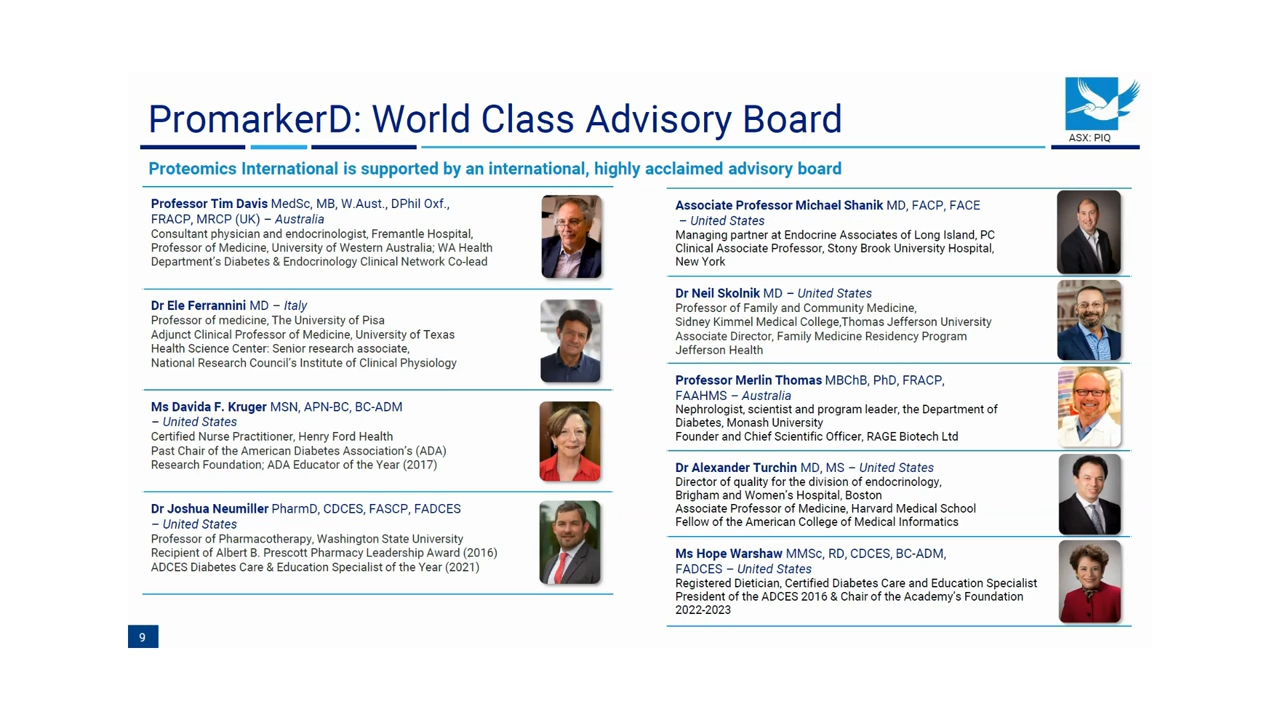 PromarkerD: World Class Advisory Board
ASX: PIQ
Proteomics International is supported by an international, highly acclaimed advisory board
Professor Tim Davis MedSc, MB, W.Aust., DPhil Oxf.,
FRACP, MRCP (UK) – Australia
Consultant physician and endocrinologist, Fremantle Hospital,
Professor of Medicine, University of Western Australia; WA Health
Department's Diabetes & Endocrinology Clinical Network Co-lead
Dr Ele Ferrannini MD – Italy
Professor of medicine, The University of Pisa
Adjunct Clinical Professor of Medicine, University of Texas
Health Science Center: Senior research associate,
National Research Council's Institute of Clinical Physiology
Ms Davida F. Kruger MSN, APN-BC, BC-ADM
– United States
Certified Nurse Practitioner, Henry Ford Health
Past Chair of the American Diabetes Association's (ADA)
Research Foundation; ADA Educator of the Year (2017)
Dr Joshua Neumiller PharmD, CDCES, FASCP, FADCES
– United States
Professor of Pharmacotherapy, Washington State University
Recipient of Albert B. Prescott Pharmacy Leadership Award (2016)
ADCES Diabetes Care & Education Specialist of the Year (2021)
Associate Professor Michael Shanik MD, FACP, FACE
– United States
Managing partner at Endocrine Associates of Long Island, PC
Clinical Associate Professor, Stony Brook University Hospital,
New York
Dr Neil Skolnik MD – United States
Professor of Family and Community Medicine,
Sidney Kimmel Medical College,Thomas Jefferson University
Associate Director, Family Medicine Residency Program
Jefferson Health
Professor Merlin Thomas MBChB, PhD, FRACP,
FAAHMS – Australia
Nephrologist, scientist and program leader, the Department of
Diabetes, Monash University
Founder and Chief Scientific Officer, RAGE Biotech Ltd
Dr Alexander Turchin MD, MS – United States
Director of quality for the division of endocrinology,
Brigham and Women's Hospital, Boston
Associate Professor of Medicine, Harvard Medical School
Fellow of the American College of Medical Informatics
Ms Hope Warshaw MMSc, RD, CDCES, BC-ADM,
FADCES – United States
Registered Dietician, Certified Diabetes Care and Education Specialist
President of the ADCES 2016 & Chair of the Academy's Foundation
2022-2023
9